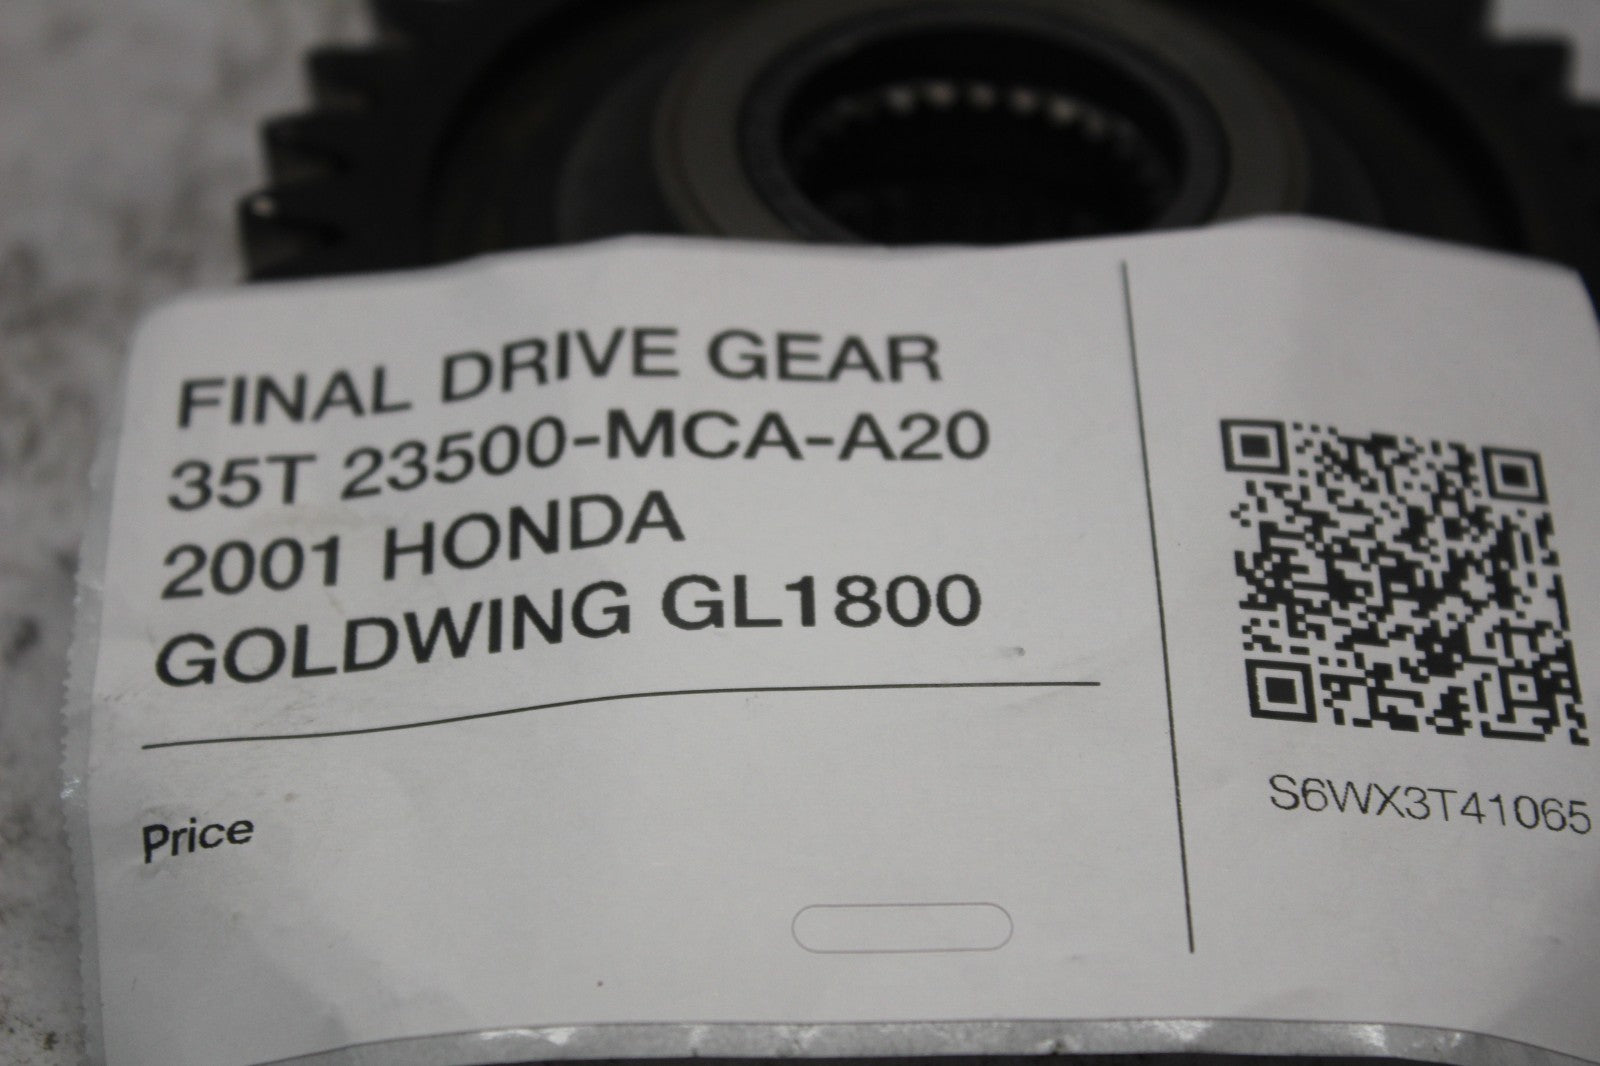 FINAL DRIVE GEAR
35T 23500-MCA-A20
2001 HONDA
GOLDWING GL1800
Price
S6WX3T41065